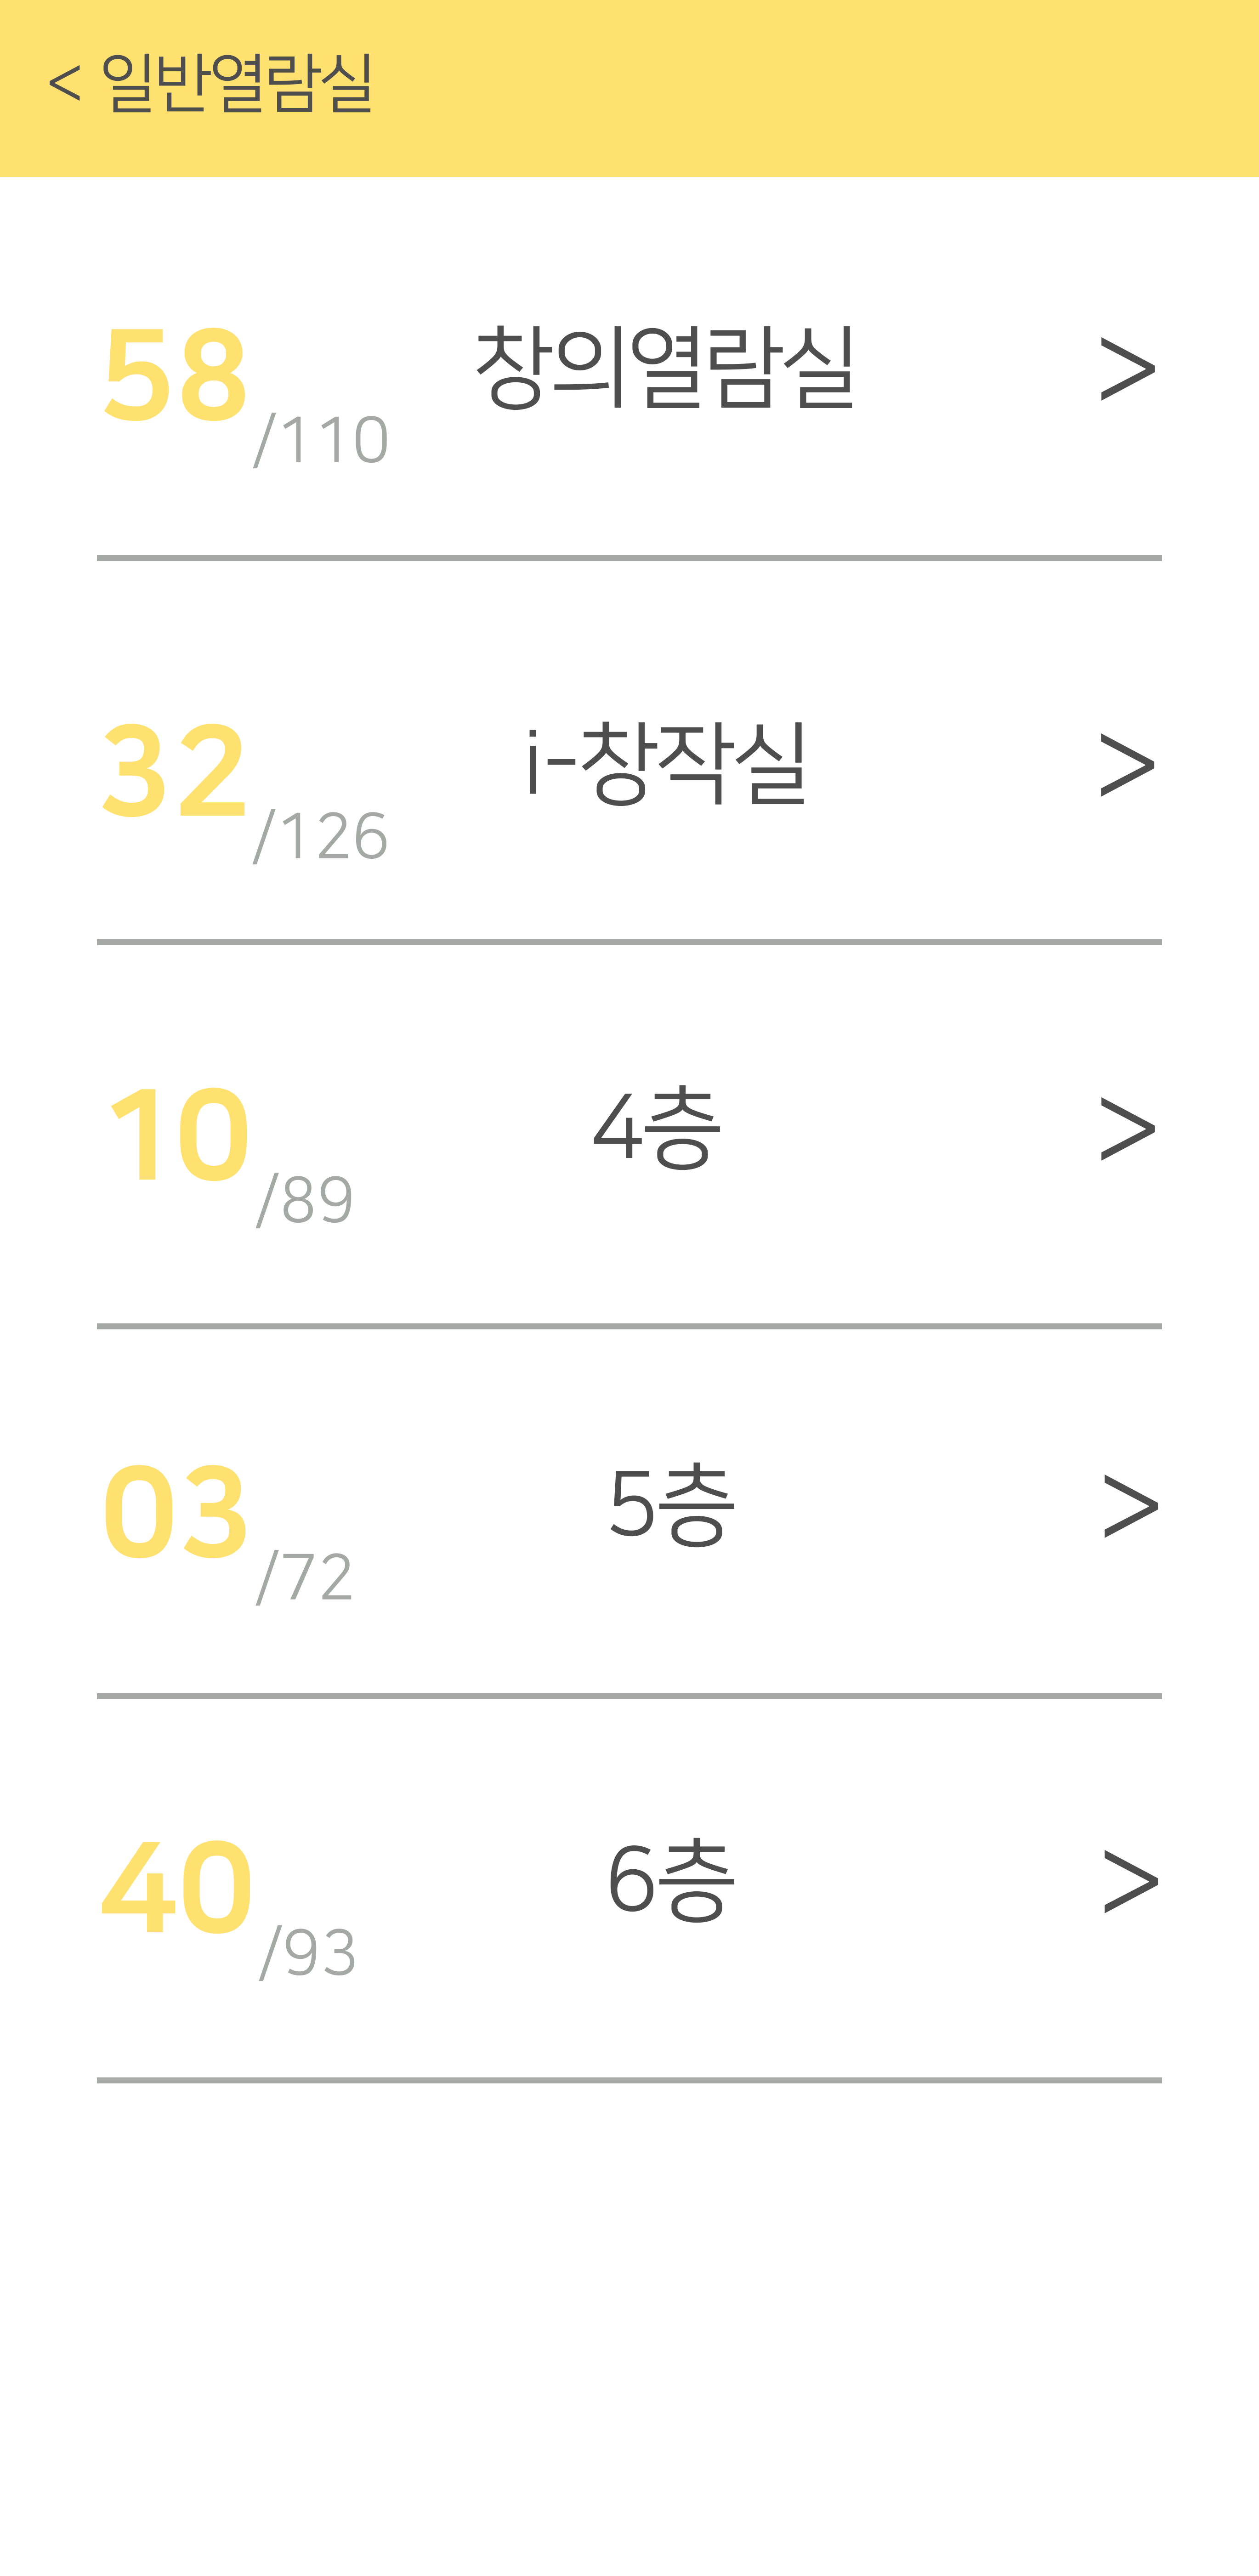 < 일반열람실
58/110 창의열람실 >
32/126 i-창작실 >
10/89 4층 >
03/72 5층 >
40/93 6층 >